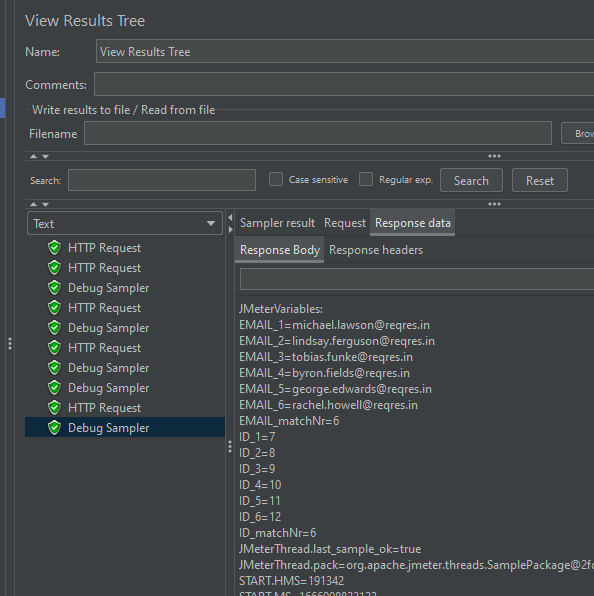 View Results Tree
Name: View Results Tree
Comments:
Write results to file / Read from file
Filename
Search: Case sensitive Regular exp. Search Reset
Text
HTTP Request
HTTP Request
Debug Sampler
HTTP Request
Debug Sampler
HTTP Request
Debug Sampler
Debug Sampler
HTTP Request
Debug Sampler
Sampler result Request Response data
Response Body Response headers
JMeterVariables:
EMAIL_1=michael.lawson@reqres.in
EMAIL_2=lindsay.ferguson@reqres.in
EMAIL_3=tobias.funke@reqres.in
EMAIL_4=byron.fields@reqres.in
EMAIL_5=george.edwards@reqres.in
EMAIL_6=rachel.howell@reqres.in
EMAIL_matchNr=6
ID_1=7
ID_2=8
ID_3=9
ID_4=10
ID_5=11
ID_6=12
ID_matchNr=6
JMeterThread.last_sample_ok=true
JMeterThread.pack=org.apache.jmeter.threads.SamplePackage@2fc
START.HMS=191342